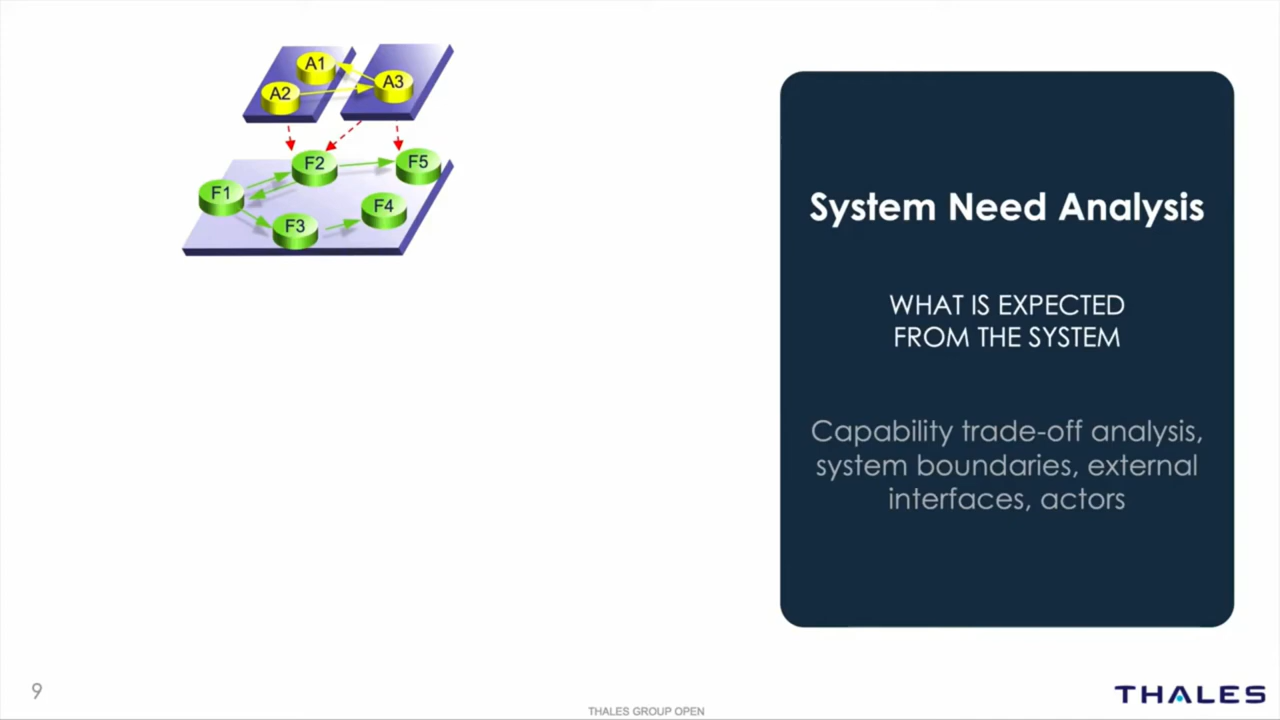 A1
A2
A3
F1
F2
F5
F3
F4
System Need Analysis
WHAT IS EXPECTED
FROM THE SYSTEM
Capability trade-off analysis,
system boundaries, external
interfaces, actors
9
THALES GROUP OPEN
THALES